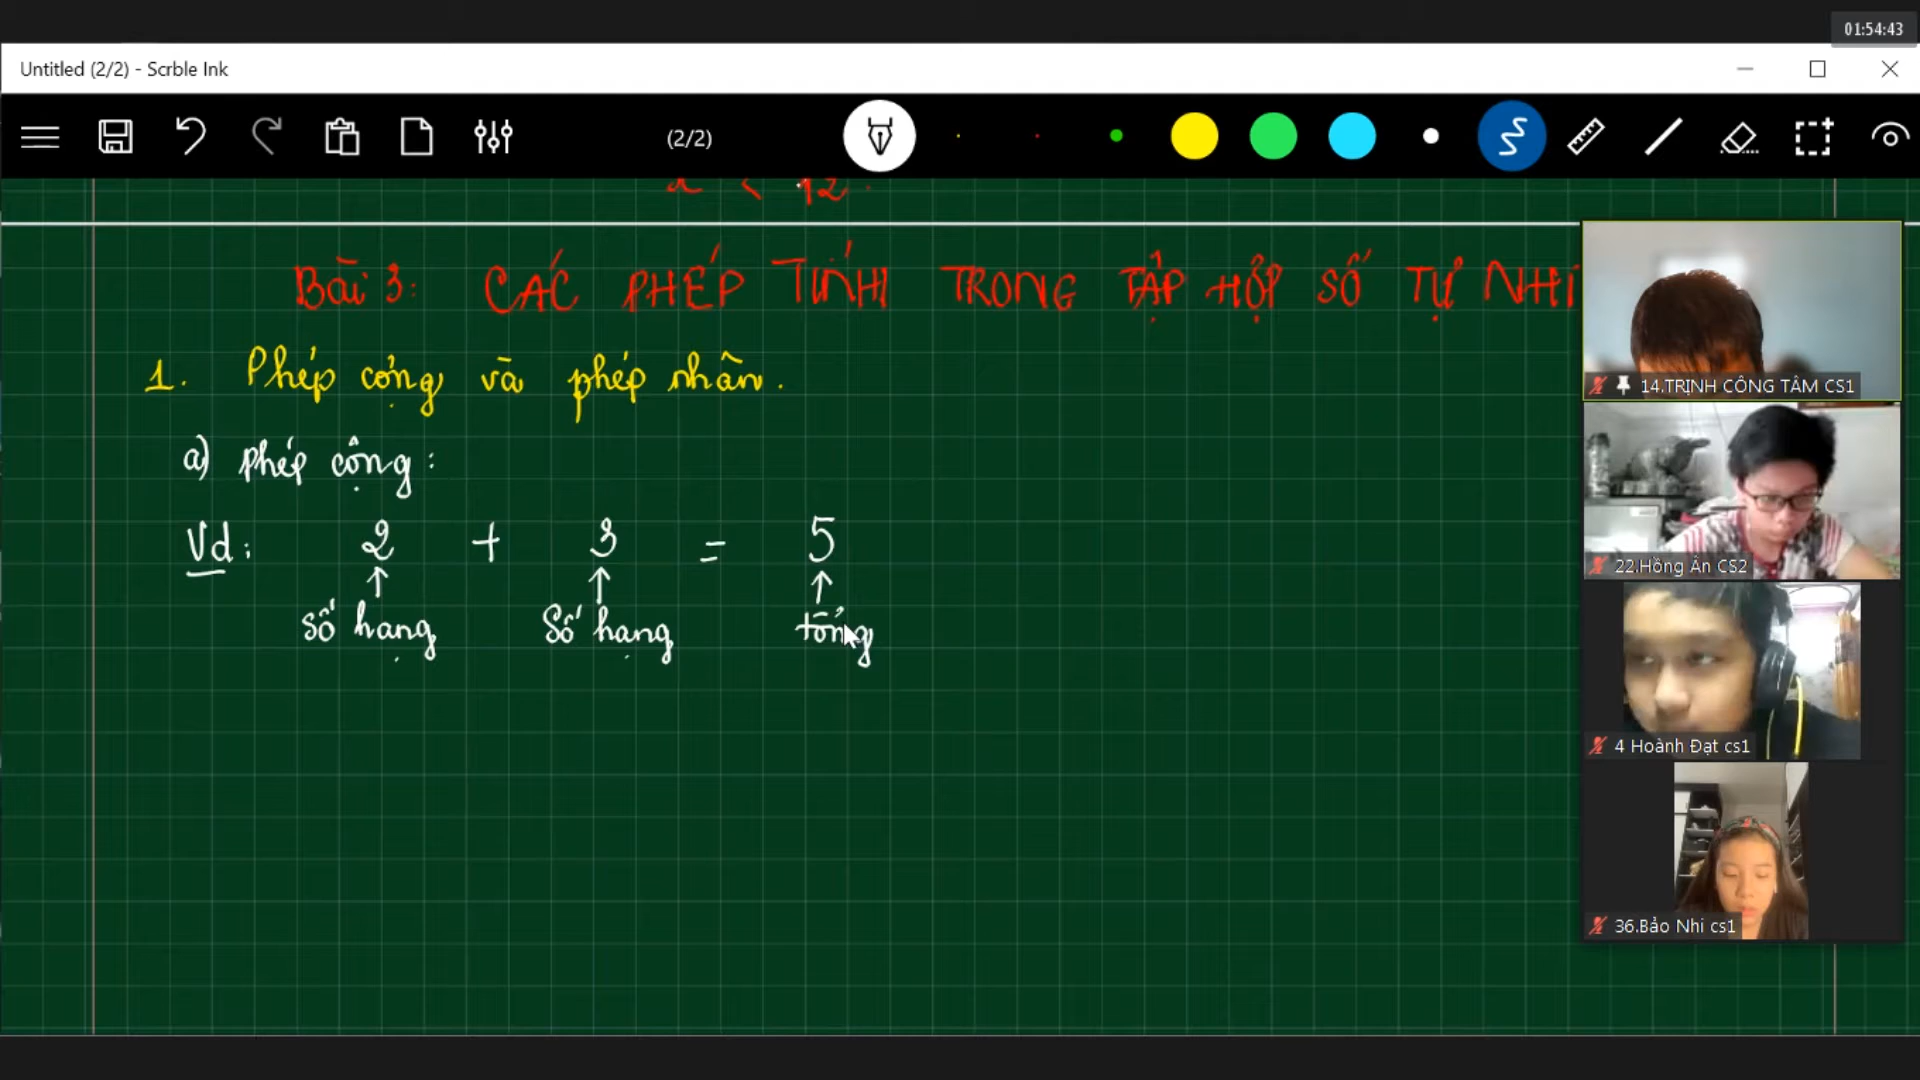 01:54:43
Untitled (2/2) - Scrble Ink
(2/2)
x < 12.
Bài 3: CÁC PHÉP TÍNH TRONG TẬP HỢP SỐ TỰ NHI
1. Phép cộng và phép nhân.
a) phép cộng:
Vd: 2 + 3 = 5
số hạng số hạng tổng
14.TRỊNH CÔNG TÂM CS1
22.Hồng Ân CS2
4 Hoành Đạt cs1
36.Bảo Nhi cs1